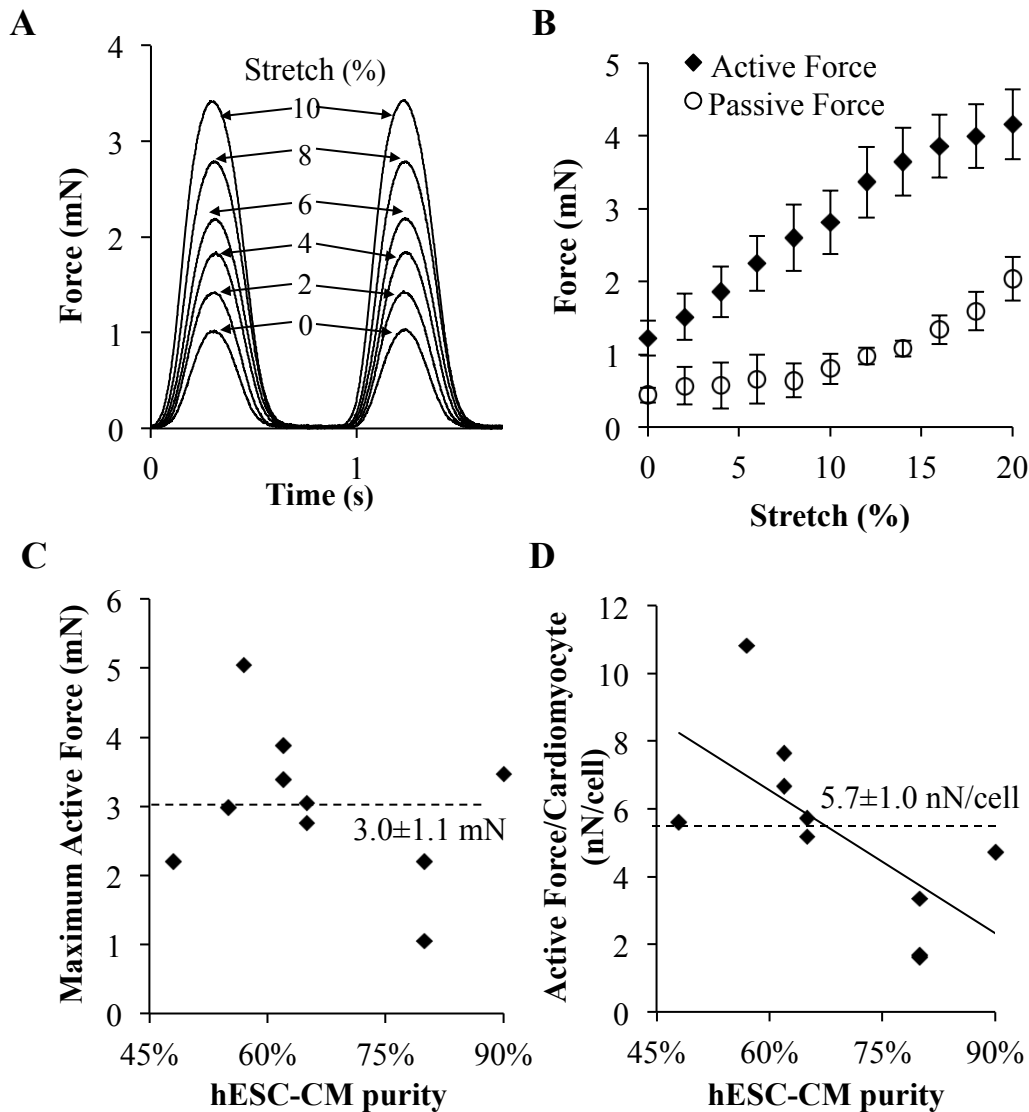 A
Force (mN)
4
3
2
1
0
Stretch (%)
10
8
6
4
2
0
0
1
Time (s)
B
Force (mN)
5
4
3
2
1
0
Active Force
Passive Force
0
5
10
15
20
Stretch (%)
C
Maximum Active Force (mN)
6
5
4
3
2
1
0
3.0±1.1 mN
45%
60%
75%
90%
hESC-CM purity
D
Active Force/Cardiomyocyte
(nN/cell)
12
10
8
6
4
2
0
5.7±1.0 nN/cell
45%
60%
75%
90%
hESC-CM purity